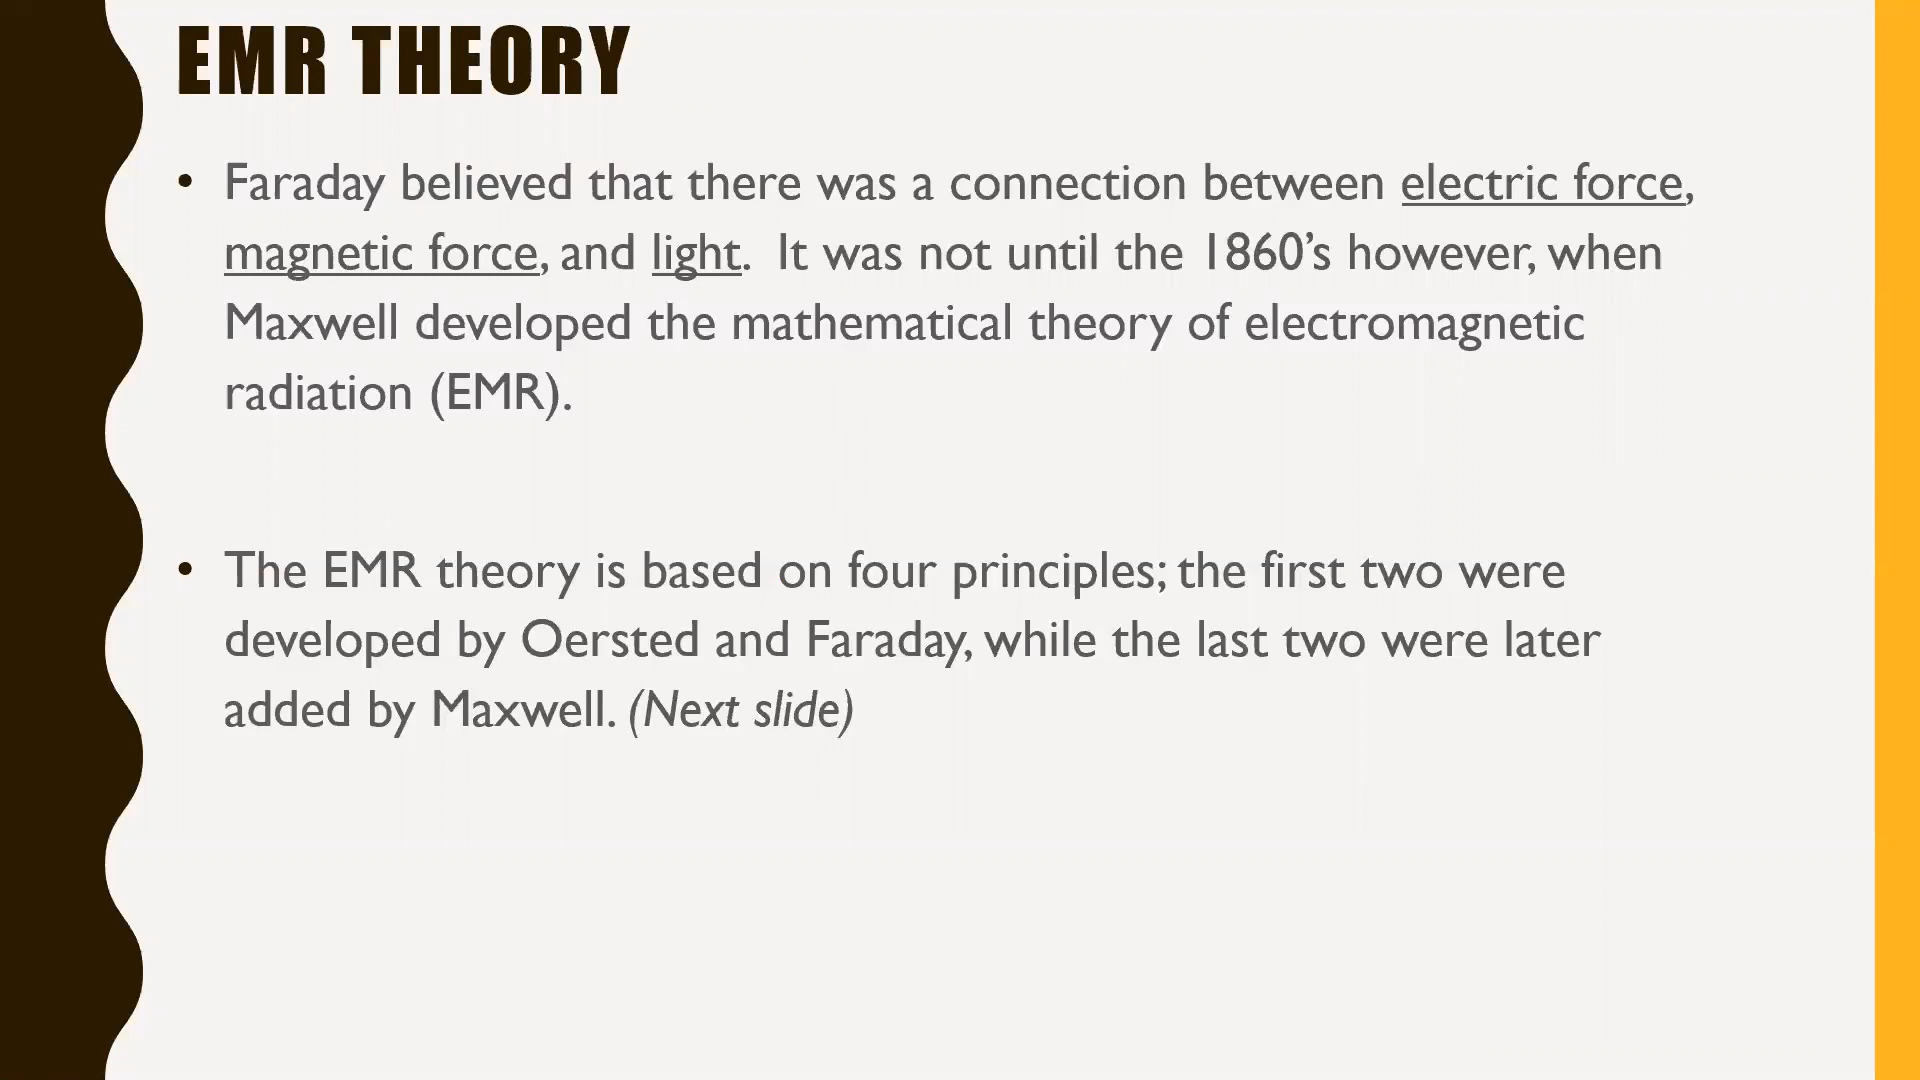 EMR THEORY
• Faraday believed that there was a connection between electric force,
magnetic force, and light.  It was not until the 1860’s however, when
Maxwell developed the mathematical theory of electromagnetic
radiation (EMR).
• The EMR theory is based on four principles; the first two were
developed by Oersted and Faraday, while the last two were later
added by Maxwell. (Next slide)